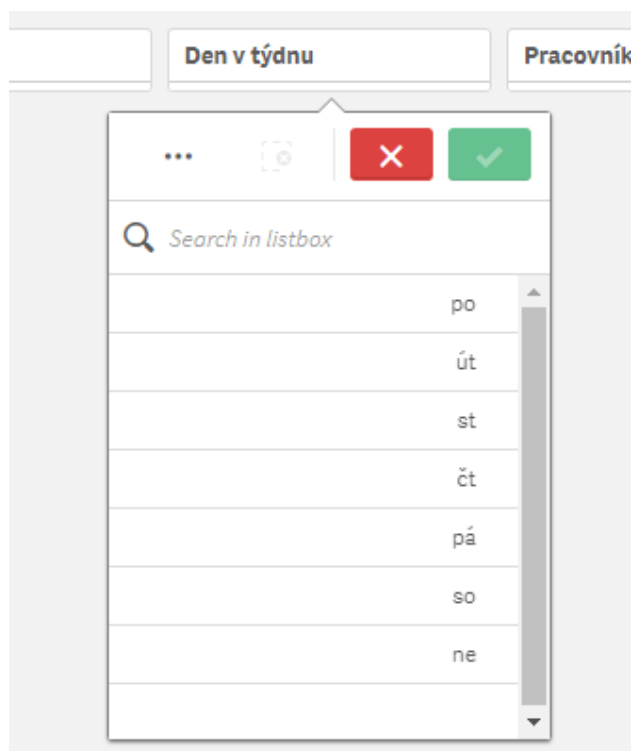 Den v týdnu
Pracovník
Search in listbox
po
út
st
čt
pá
so
ne